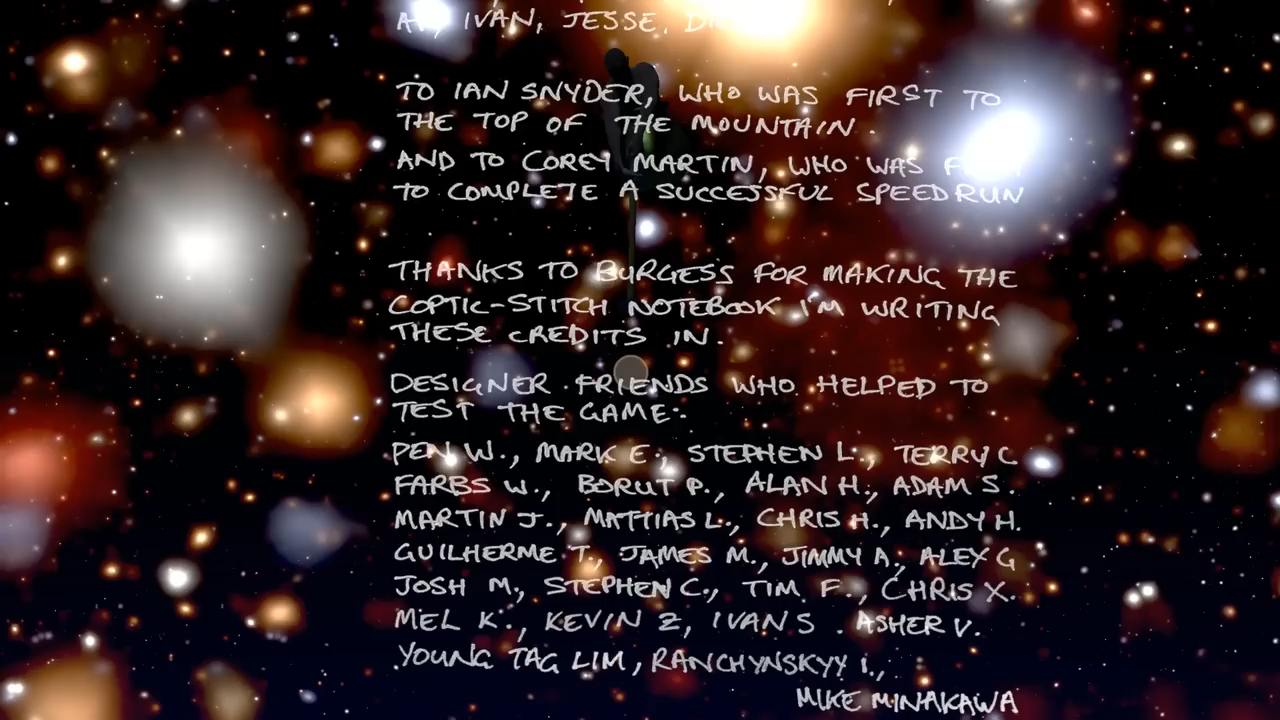 IVAN, JESSE,
TO IAN SNYDER, WHO WAS FIRST TO
THE TOP OF THE MOUNTAIN.
AND TO COREY MARTIN, WHO WAS
TO COMPLETE A SUCCESSFUL SPEEDRUN
THANKS TO BURGESS FOR MAKING THE
COPTIC-STITCH NOTEBOOK I'M WRITING
THESE CREDITS IN.
DESIGNER FRIENDS WHO HELPED TO
TEST THE GAME:
PEN W., MARK E., STEPHEN L., TERRY C
FARBS W., BORUT P., ALAN H., ADAM S.
MARTIN J., MATTIAS L., CHRIS H., ANDY H.
GUILHERME T., JAMES M., JIMMY A., ALEX G
JOSH M., STEPHEN C., TIM F., CHRIS X.
MEL K., KEVIN Z, IVAN S. ASHER V.
YOUNG TAG LIM, RANCHYNSKYY I.,
MIKE MINAKAWA